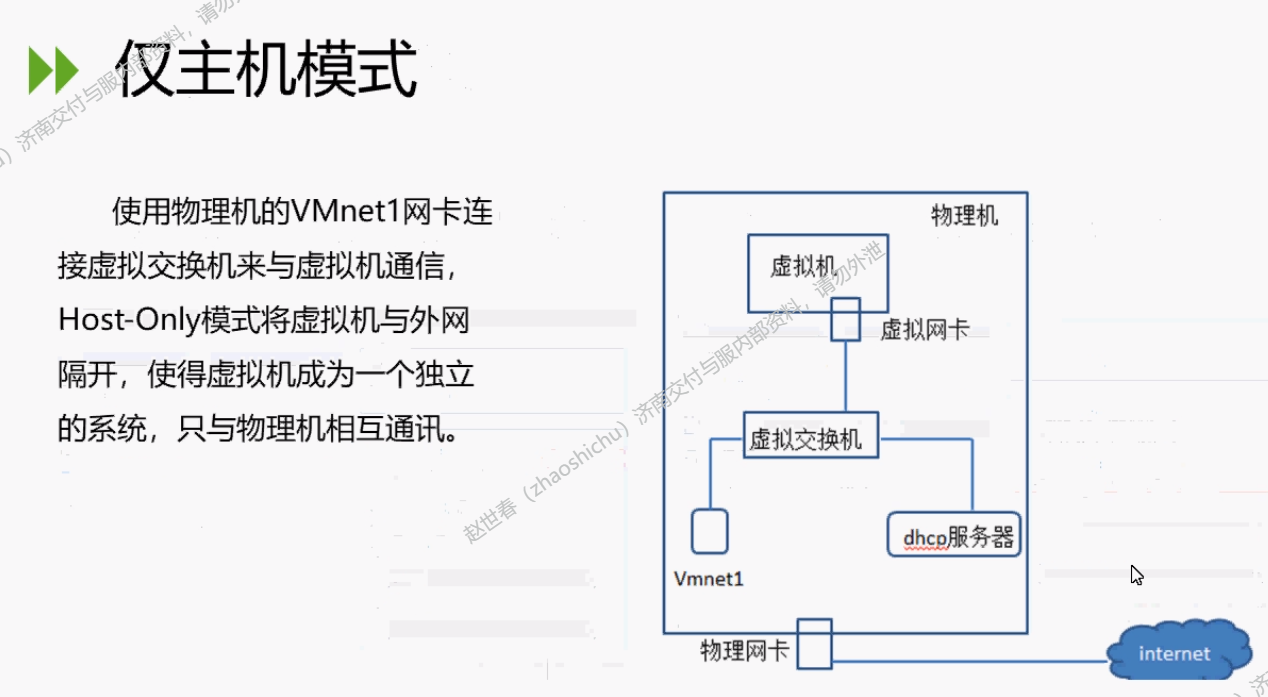 仅主机模式
使用物理机的VMnet1网卡连
接虚拟交换机来与虚拟机通信，
Host-Only模式将虚拟机与外网
隔开，使得虚拟机成为一个独立
的系统，只与物理机相互通讯。
物理机
虚拟机
虚拟网卡
虚拟交换机
dhcp服务器
Vmnet1
物理网卡
internet
赵世春（zhaoshichu）济南交付与服内部资料，请勿外泄
u）济南交付与服内部资料，请勿
济